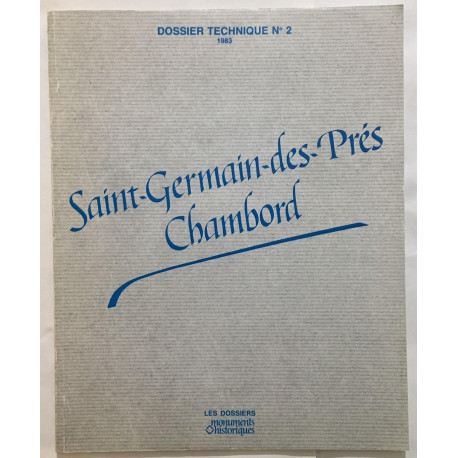 DOSSIER TECHNIQUE N° 2
1983
Saint-Germain-des-Prés
Chambord
LES DOSSIERS
monuments
historiques